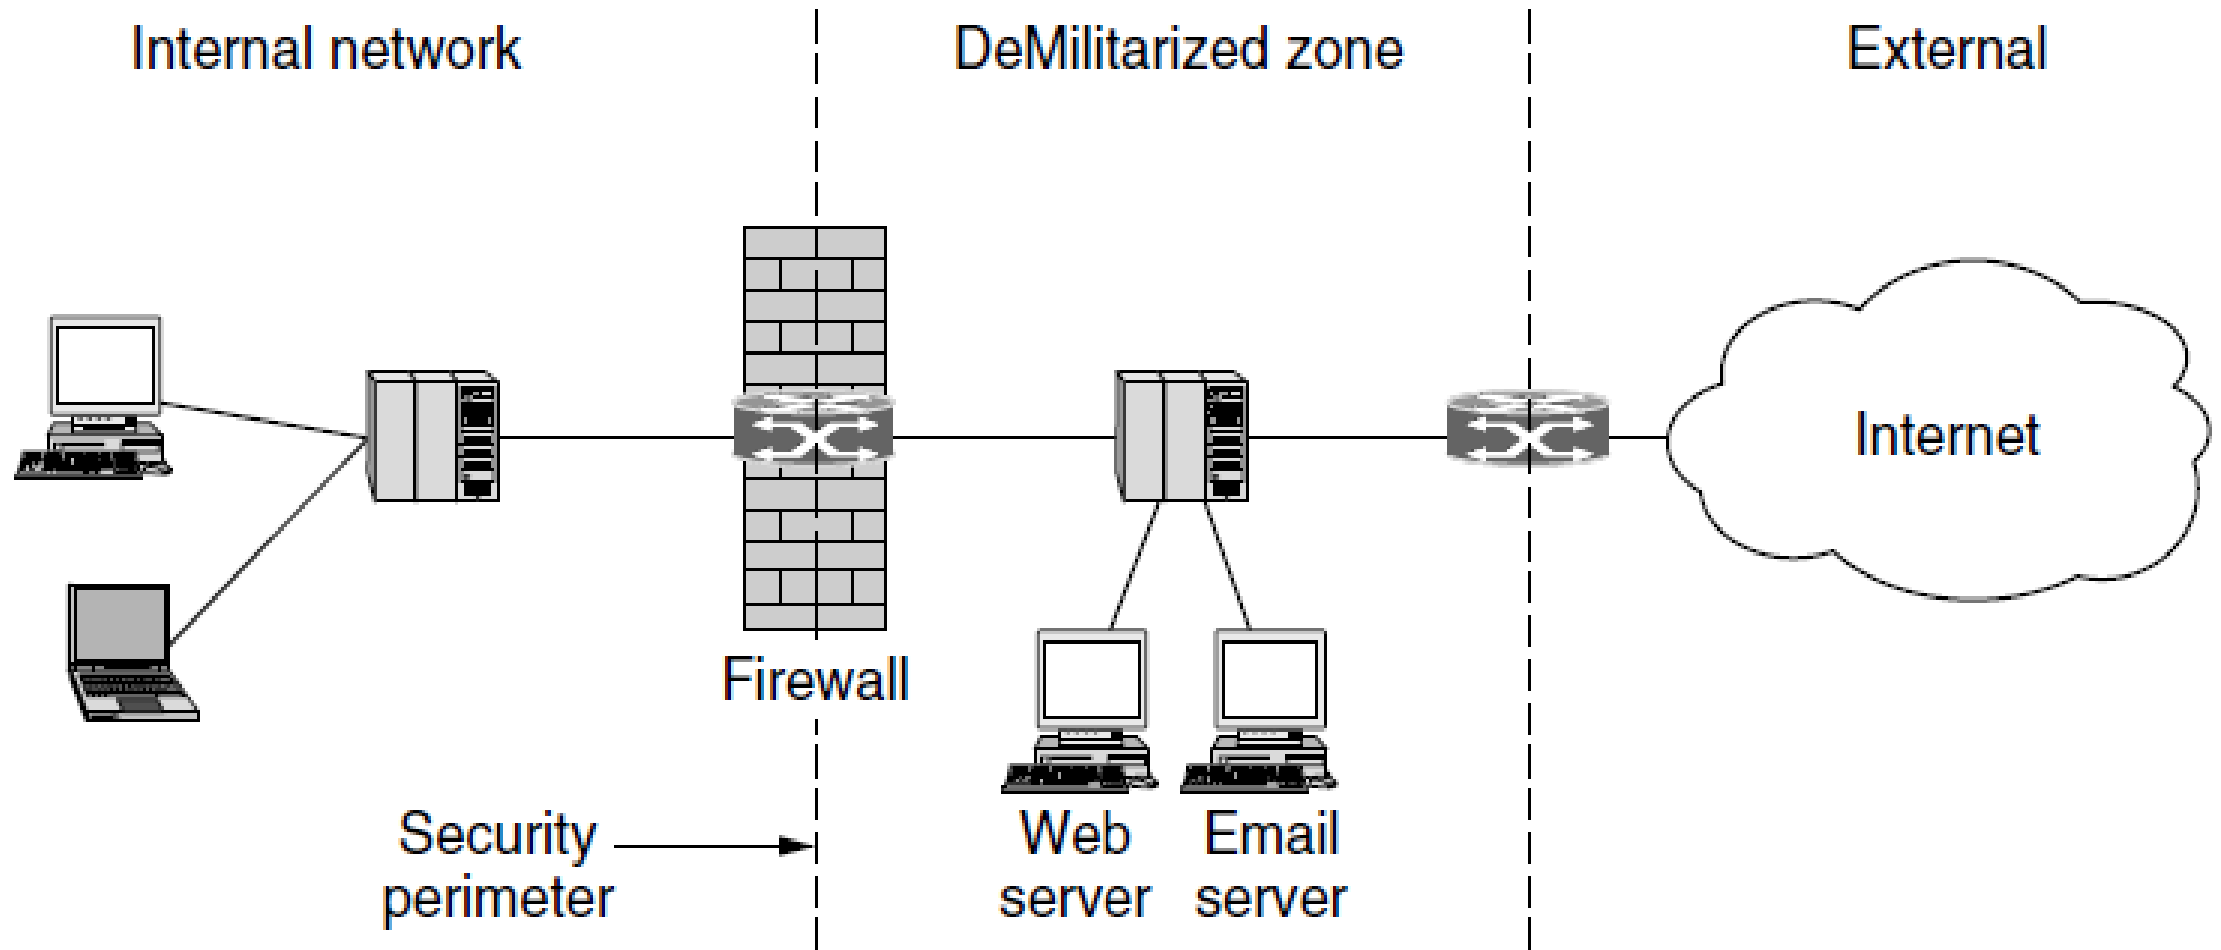 Internal network
DeMilitarized zone
External
Internet
Firewall
Security
perimeter
Web
server
Email
server